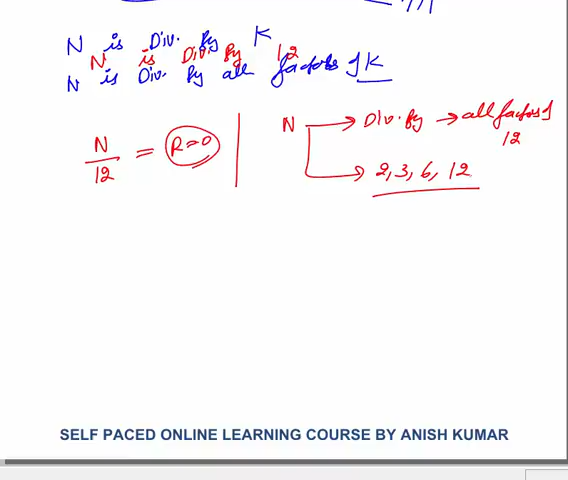 N is Div. by K
N is Div. by 12
N is Div. by all factors of K
N/12 = R=0
N → Div. by → all factors of 12
→ 2, 3, 6, 12
SELF PACED ONLINE LEARNING COURSE BY ANISH KUMAR